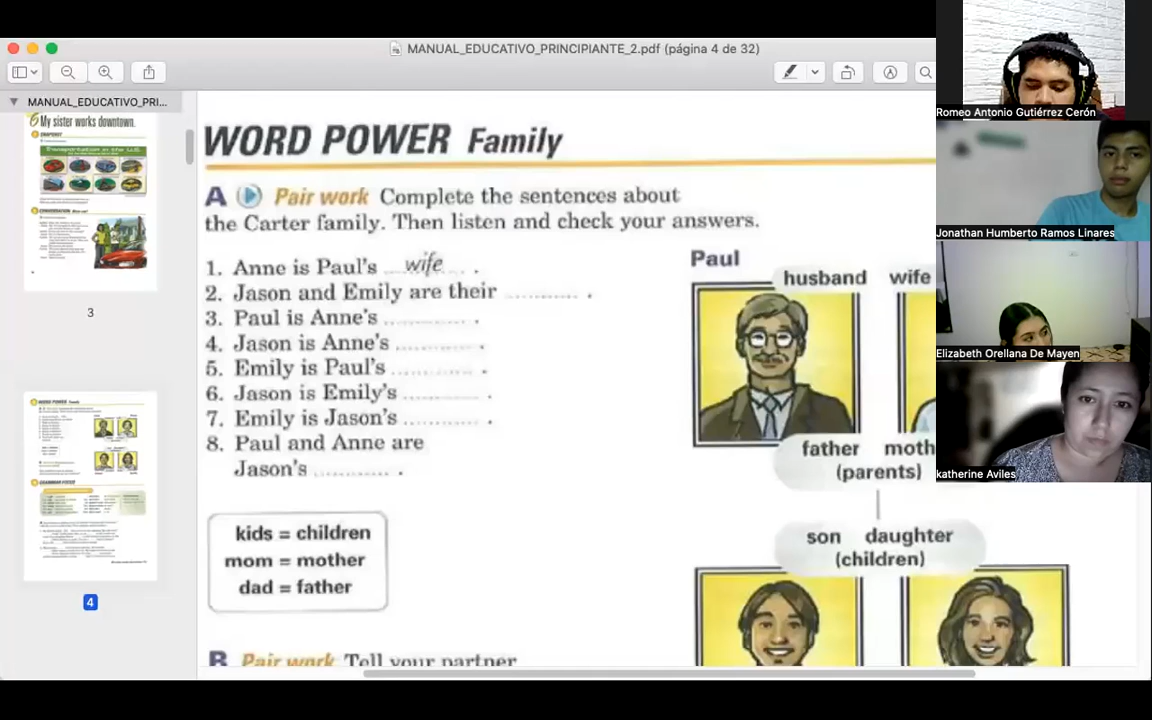 MANUAL_EDUCATIVO_PRINCIPIANTE_2.pdf (página 4 de 32)
MANUAL_EDUCATIVO_PRI...
6 My sister works downtown.
3
4
WORD POWER Family
A Pair work Complete the sentences about
the Carter family. Then listen and check your answers.
1. Anne is Paul's wife .
2. Jason and Emily are their ............ .
3. Paul is Anne's ............... .
4. Jason is Anne's ............. .
5. Emily is Paul's ............. .
6. Jason is Emily's ............ .
7. Emily is Jason's ............ .
8. Paul and Anne are
Jason's ............ .
kids = children
mom = mother
dad = father
B Pair work Tell your partner
Paul
husband wife
father moth
(parents)
son daughter
(children)
Romeo Antonio Gutiérrez Cerón
Jonathan Humberto Ramos Linares
Elizabeth Orellana De Mayen
katherine Aviles